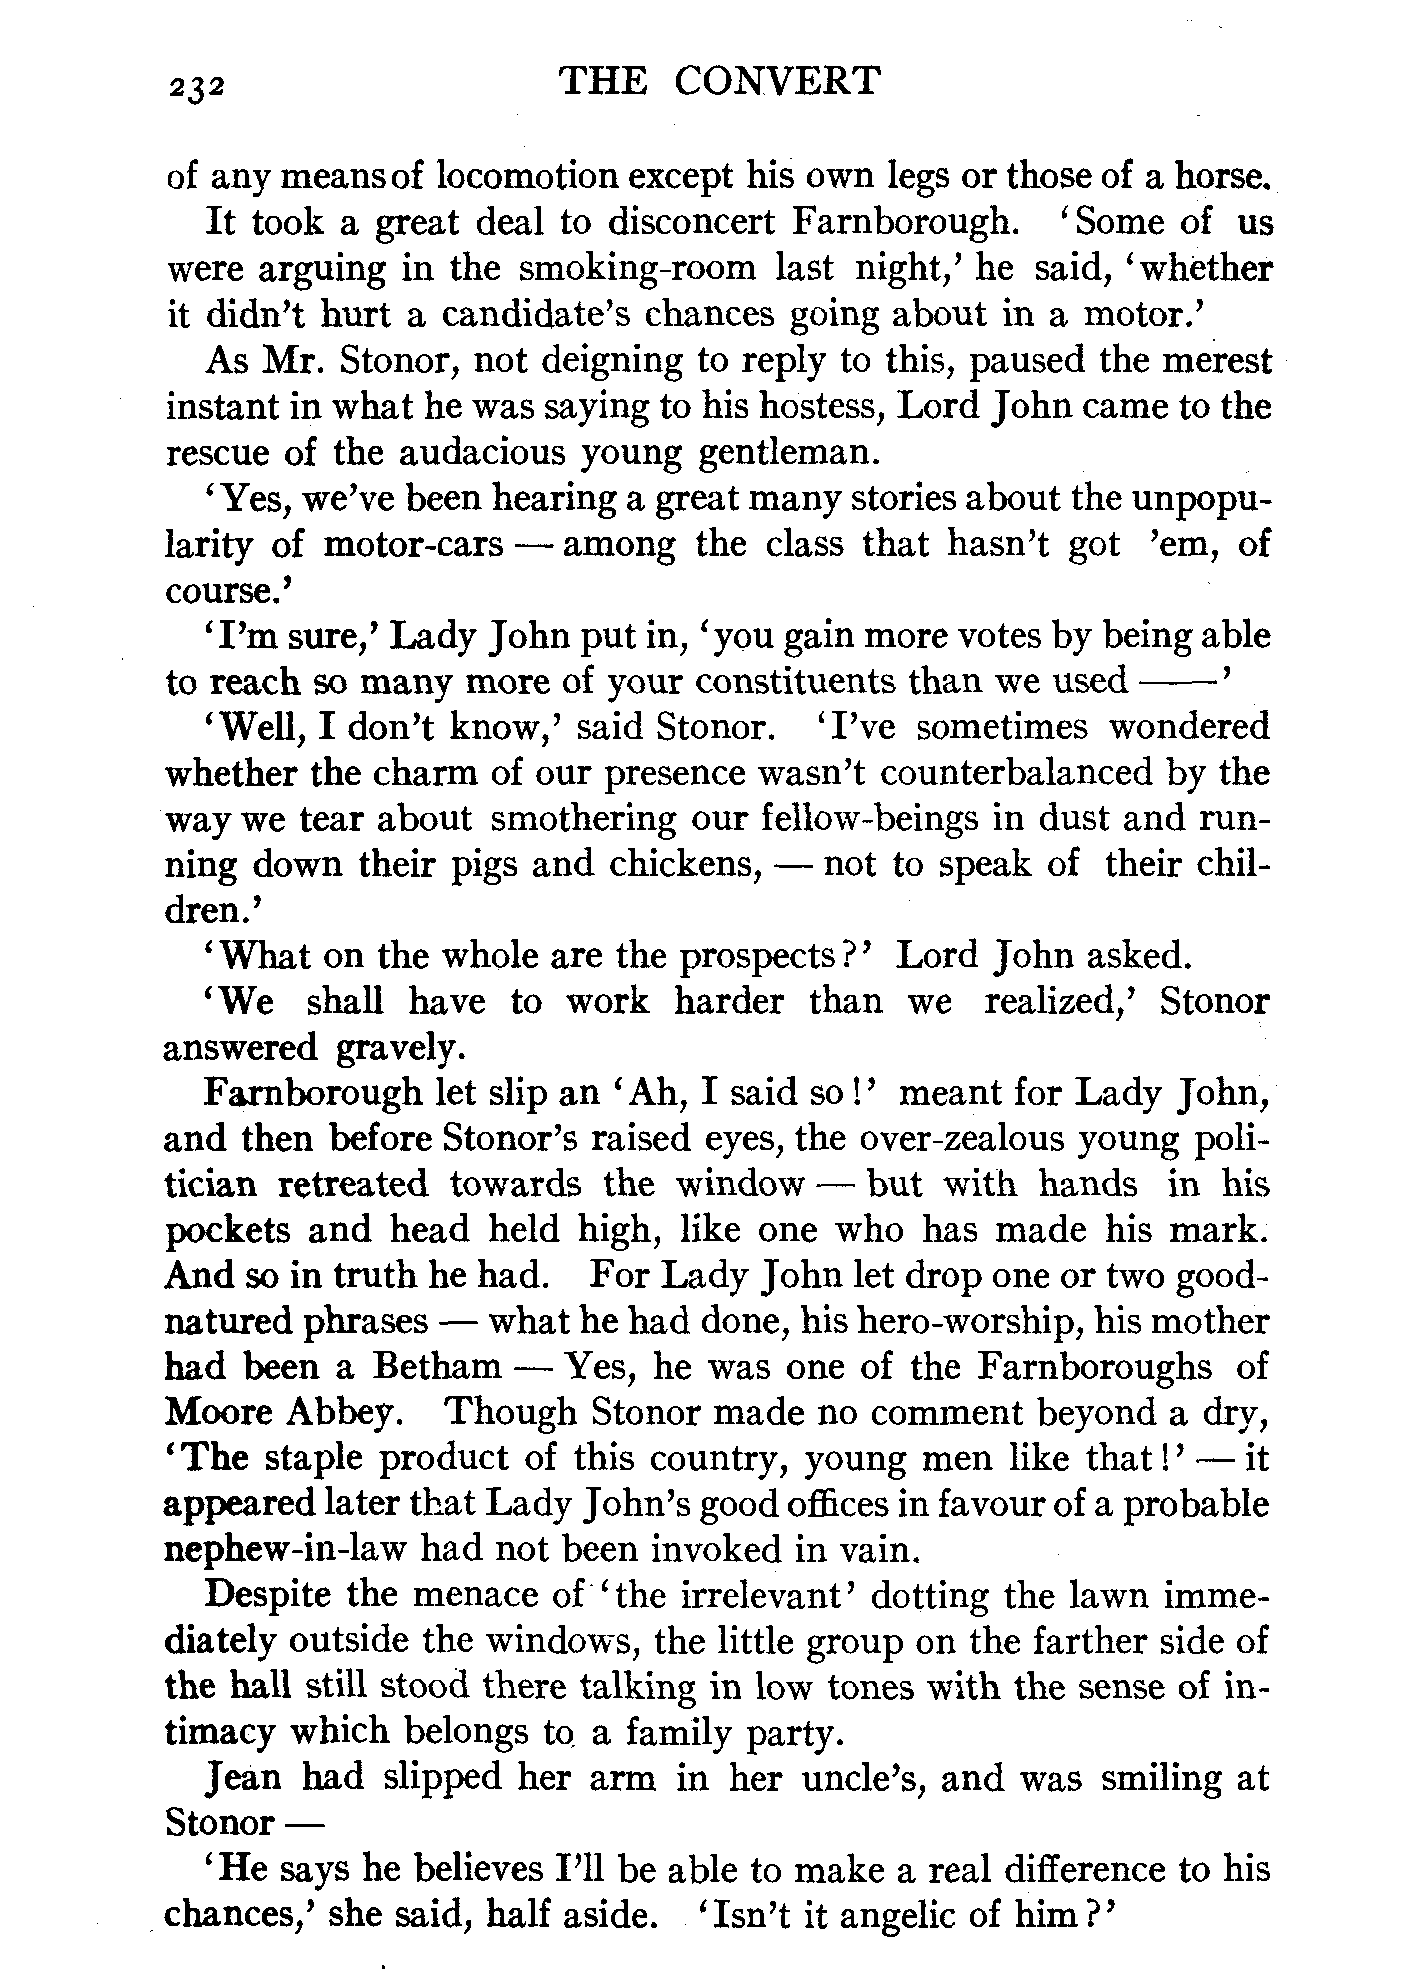 232 THE CONVERT
of any means of locomotion except his own legs or those of a horse.
It took a great deal to disconcert Farnborough. ‘Some of us
were arguing in the smoking-room last night,’ he said, ‘whether
it didn’t hurt a candidate’s chances going about in a motor.’
As Mr. Stonor, not deigning to reply to this, paused the merest
instant in what he was saying to his hostess, Lord John came to the
rescue of the audacious young gentleman.
‘Yes, we’ve been hearing a great many stories about the unpopu-
larity of motor-cars — among the class that hasn’t got ’em, of
course.’
‘I’m sure,’ Lady John put in, ‘you gain more votes by being able
to reach so many more of your constituents than we used ——’
‘Well, I don’t know,’ said Stonor. ‘I’ve sometimes wondered
whether the charm of our presence wasn’t counterbalanced by the
way we tear about smothering our fellow-beings in dust and run-
ning down their pigs and chickens, — not to speak of their chil-
dren.’
‘What on the whole are the prospects?’ Lord John asked.
‘We shall have to work harder than we realized,’ Stonor
answered gravely.
Farnborough let slip an ‘Ah, I said so!’ meant for Lady John,
and then before Stonor’s raised eyes, the over-zealous young poli-
tician retreated towards the window — but with hands in his
pockets and head held high, like one who has made his mark.
And so in truth he had. For Lady John let drop one or two good-
natured phrases — what he had done, his hero-worship, his mother
had been a Betham — Yes, he was one of the Farnboroughs of
Moore Abbey. Though Stonor made no comment beyond a dry,
‘The staple product of this country, young men like that!’ — it
appeared later that Lady John’s good offices in favour of a probable
nephew-in-law had not been invoked in vain.
Despite the menace of ‘the irrelevant’ dotting the lawn imme-
diately outside the windows, the little group on the farther side of
the hall still stood there talking in low tones with the sense of in-
timacy which belongs to a family party.
Jean had slipped her arm in her uncle’s, and was smiling at
Stonor —
‘He says he believes I’ll be able to make a real difference to his
chances,’ she said, half aside. ‘Isn’t it angelic of him?’